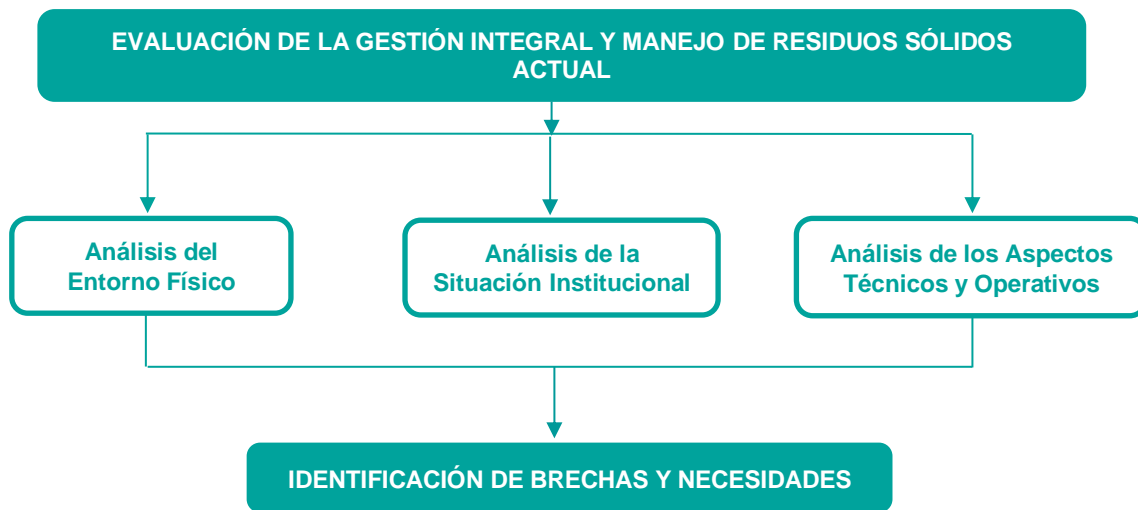 EVALUACIÓN DE LA GESTIÓN INTEGRAL Y MANEJO DE RESIDUOS SÓLIDOS
ACTUAL
Análisis del
Entorno Físico
Análisis de la
Situación Institucional
Análisis de los Aspectos
Técnicos y Operativos
IDENTIFICACIÓN DE BRECHAS Y NECESIDADES